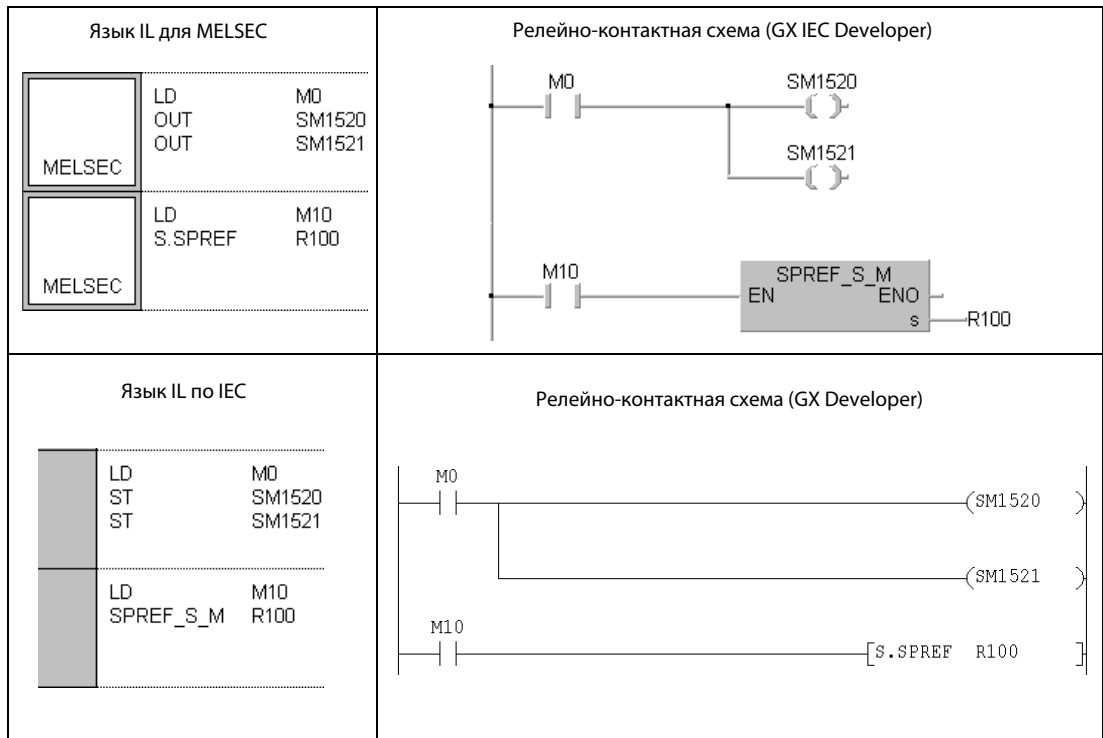 Язык IL для MELSEC
MELSEC
LD M0
OUT SM1520
OUT SM1521
MELSEC
LD M10
S.SPREF R100
Релейно-контактная схема (GX IEC Developer)
M0 SM1520
SM1521
M10
SPREF_S_M
EN ENO
s R100
Язык IL по IEC
LD M0
ST SM1520
ST SM1521
LD M10
SPREF_S_M R100
Релейно-контактная схема (GX Developer)
M0
(SM1520 )
(SM1521 )
M10
[S.SPREF R100 ]